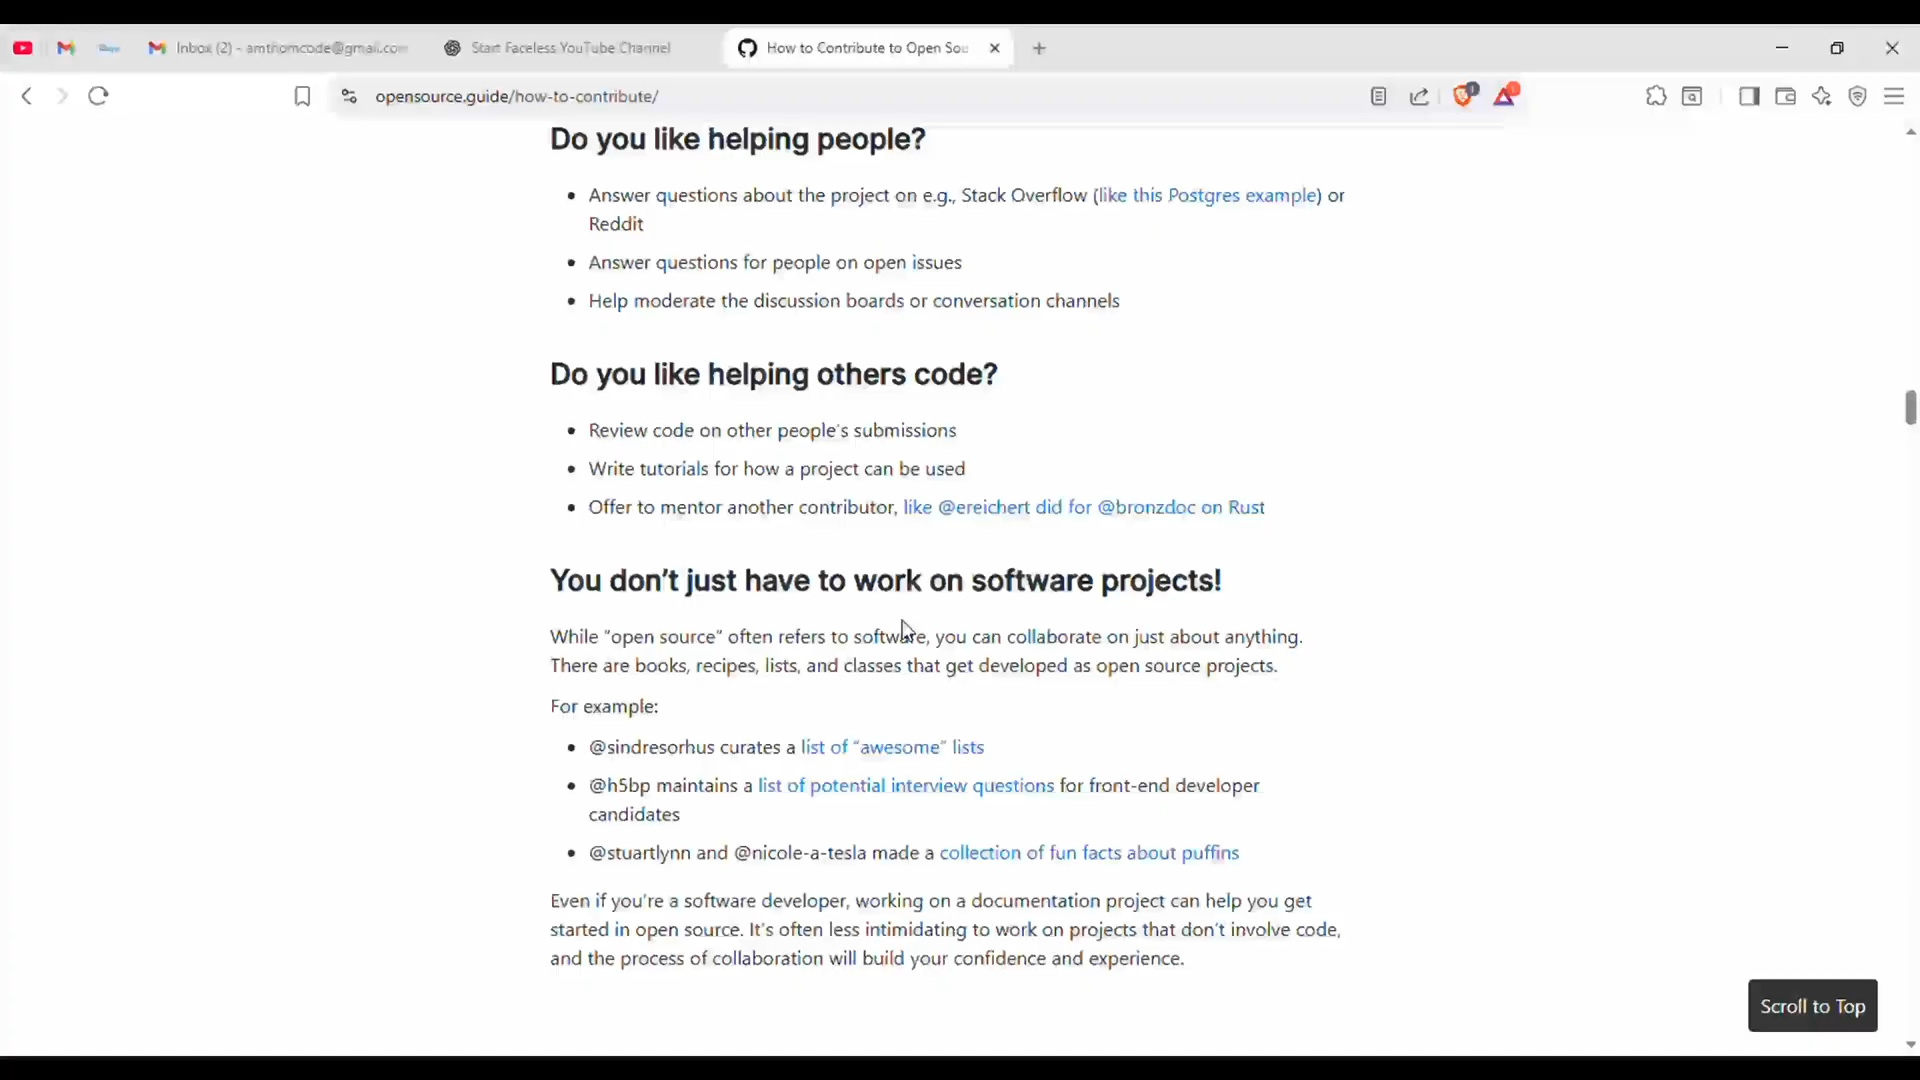 Inbox (2) - amthomcode@gmail.com
Start Faceless YouTube Channel
How to Contribute to Open Sou
opensource.guide/how-to-contribute/
Do you like helping people?
• Answer questions about the project on e.g., Stack Overflow (like this Postgres example) or
Reddit
• Answer questions for people on open issues
• Help moderate the discussion boards or conversation channels
Do you like helping others code?
• Review code on other people's submissions
• Write tutorials for how a project can be used
• Offer to mentor another contributor, like @ereichert did for @bronzdoc on Rust
You don’t just have to work on software projects!
While “open source” often refers to software, you can collaborate on just about anything.
There are books, recipes, lists, and classes that get developed as open source projects.
For example:
• @sindresorhus curates a list of “awesome” lists
• @h5bp maintains a list of potential interview questions for front-end developer
candidates
• @stuartlynn and @nicole-a-tesla made a collection of fun facts about puffins
Even if you’re a software developer, working on a documentation project can help you get
started in open source. It’s often less intimidating to work on projects that don’t involve code,
and the process of collaboration will build your confidence and experience.
Scroll to Top